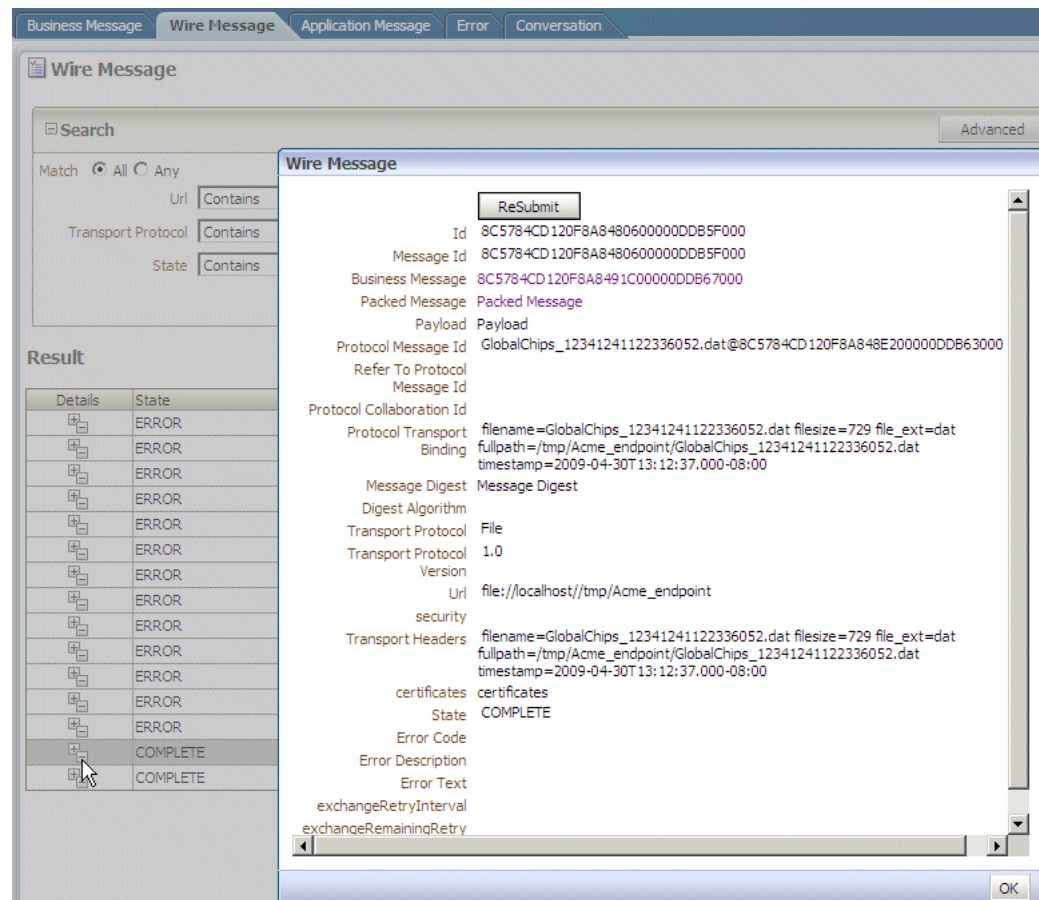 Business Message Wire Message Application Message Error Conversation
Wire Message
Search Advanced
Match All Any
Url Contains
Transport Protocol Contains
State Contains
Result
Details State
ERROR
ERROR
ERROR
ERROR
ERROR
ERROR
ERROR
ERROR
ERROR
ERROR
ERROR
ERROR
ERROR
COMPLETE
COMPLETE
Wire Message
ReSubmit
Id 8C5784CD120F8A8480600000DDB5F000
Message Id 8C5784CD120F8A8480600000DDB5F000
Business Message 8C5784CD120F8A8491C00000DDB67000
Packed Message Packed Message
Payload Payload
Protocol Message Id GlobalChips_12341241122336052.dat@8C5784CD120F8A848E200000DDB63000
Refer To Protocol
Message Id
Protocol Collaboration Id
Protocol Transport filename=GlobalChips_12341241122336052.dat filesize=729 file_ext=dat
Binding fullpath=/tmp/Acme_endpoint/GlobalChips_12341241122336052.dat
timestamp=2009-04-30T13:12:37.000-08:00
Message Digest Message Digest
Digest Algorithm
Transport Protocol File
Transport Protocol 1.0
Version
Url file://localhost//tmp/Acme_endpoint
security
Transport Headers filename=GlobalChips_12341241122336052.dat filesize=729 file_ext=dat
fullpath=/tmp/Acme_endpoint/GlobalChips_12341241122336052.dat
timestamp=2009-04-30T13:12:37.000-08:00
certificates certificates
State COMPLETE
Error Code
Error Description
Error Text
exchangeRetryInterval
exchangeRemainingRetry
OK